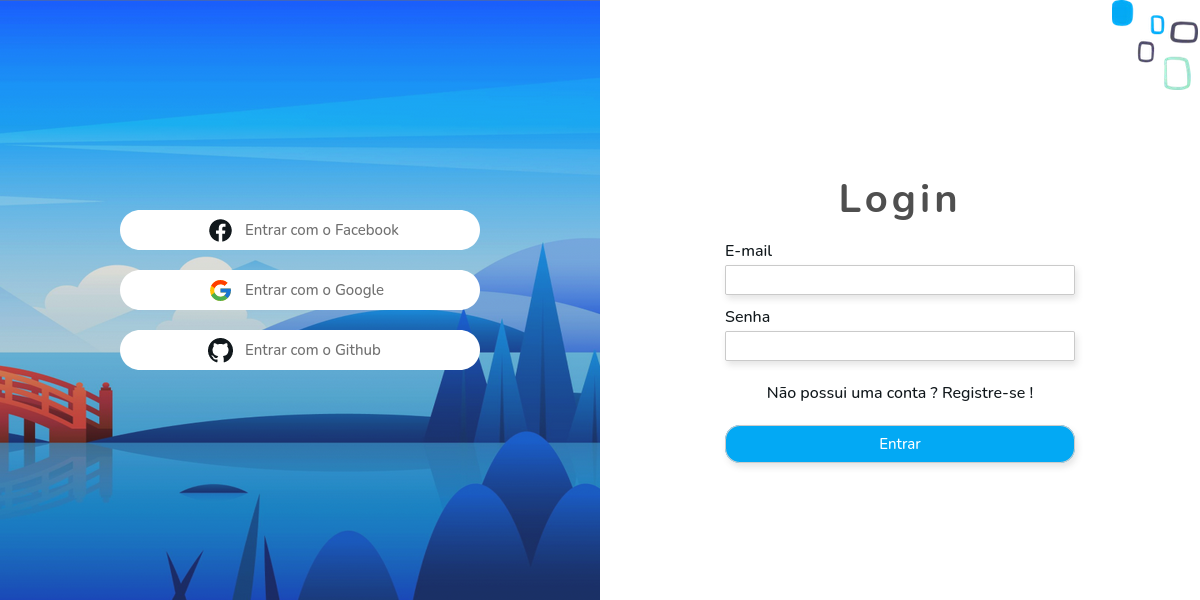 Entrar com o Facebook
Entrar com o Google
Entrar com o Github
Login
E-mail
Senha
Não possui uma conta ? Registre-se !
Entrar